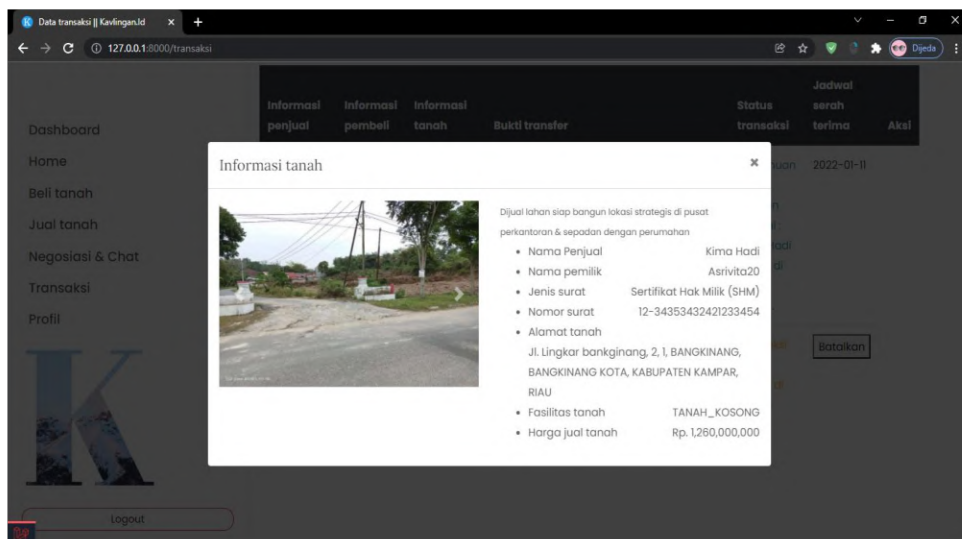 Data transaksi || Kavlingan.Id
127.0.0.1:8000/transaksi
Dijeda
Informasi penjual
Informasi pembeli
Informasi tanah
Bukti transfer
Status transaksi
Jadwal serah terima
Aksi
Dashboard
Home
Beli tanah
Jual tanah
Negosiasi & Chat
Transaksi
Profil
Logout
2022-01-11
Batalkan
Informasi tanah
Dijual lahan siap bangun lokasi strategis di pusat
perkantoran & sepadan dengan perumahan
Nama Penjual Kima Hadi
Nama pemilik Asrivita20
Jenis surat Sertifikat Hak Milik (SHM)
Nomor surat 12-34353432421233454
Alamat tanah
Jl. Lingkar bankginang, 2, 1, BANGKINANG,
BANGKINANG KOTA, KABUPATEN KAMPAR,
RIAU
Fasilitas tanah TANAH_KOSONG
Harga jual tanah Rp. 1,260,000,000